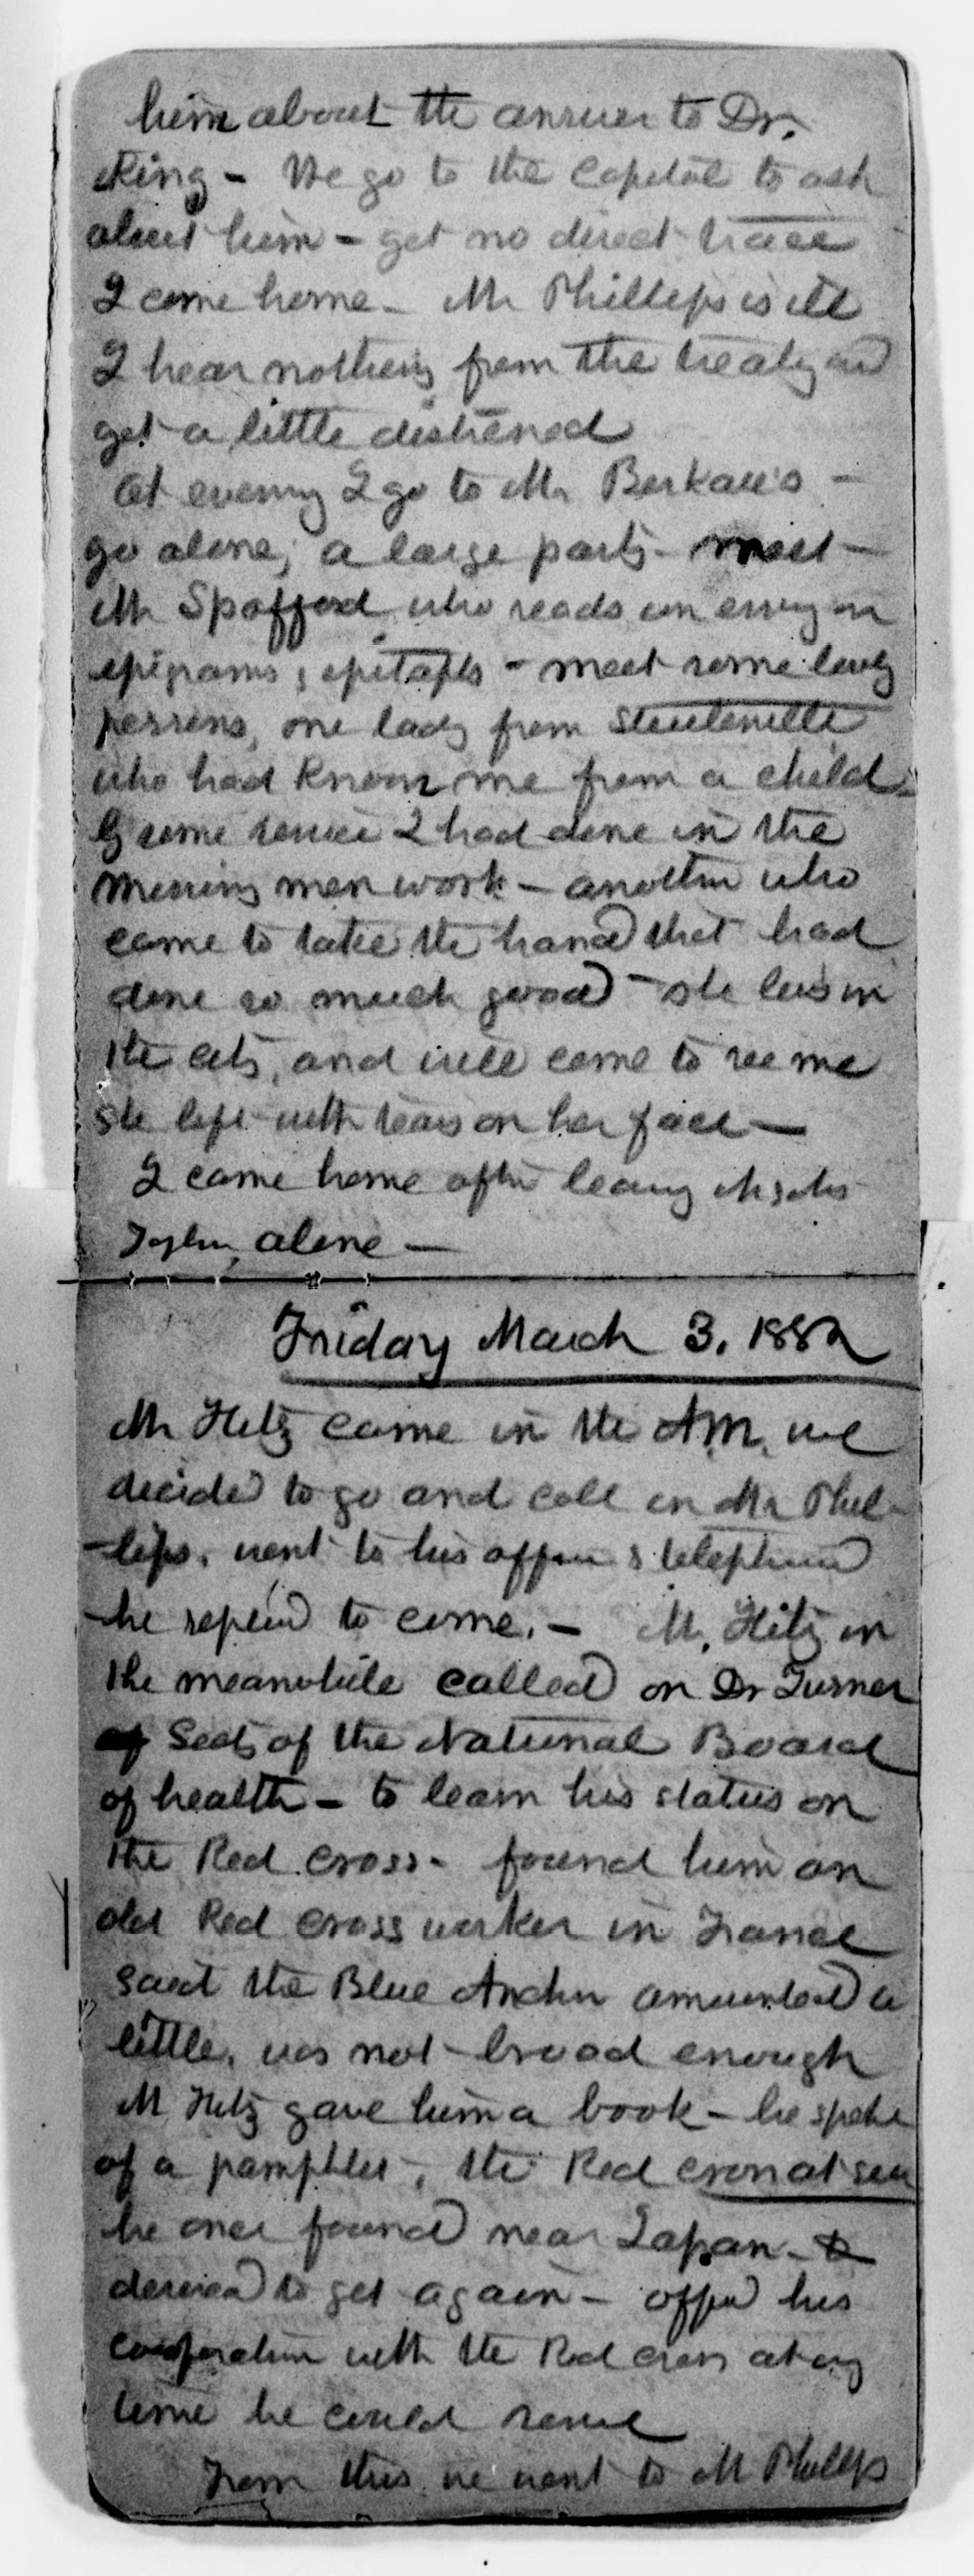 him about the answer to Dr.
King - We go to the Capitol to ask
about him - get no direct trace
I come home - Mr Phillips is ill
I hear nothing from the treaty and
get a little distressed
At evening I go to Mr
go alone, a large party - meet -
Mr Spofford who reads an essay on
epigrams & epitaphs - meet some lovely
persons, one lady from Steubenville
who had known me from a child -
& some service I had done in the
missing men work - another who
came to take the hand that had
done so much good - she lives in
the city, and will come to see me
She left with tears on her face -
I came home after leaving
alone -
Friday March 3. 1882
Mr Hitz came in the A.M. we
decide to go and call on Mr Phil-
-lips. went to his office & telephoned
-he replied to come. - Mr. Hitz in
the meanwhile called on Dr Turner
of Secty of the National Board
of health - to learn his status on
the Red Cross - found him an
old Red Cross worker in France
said the Blue Anchor amounted a
little, was not broad enough
M Hitz gave him a book - he spoke
of a pamphlet, the Red Cross at sea
he once found near Japan - &
desired to get again - offered his
cooperation with the Red Cross at any
time he could serve
From this we went to M Phillips